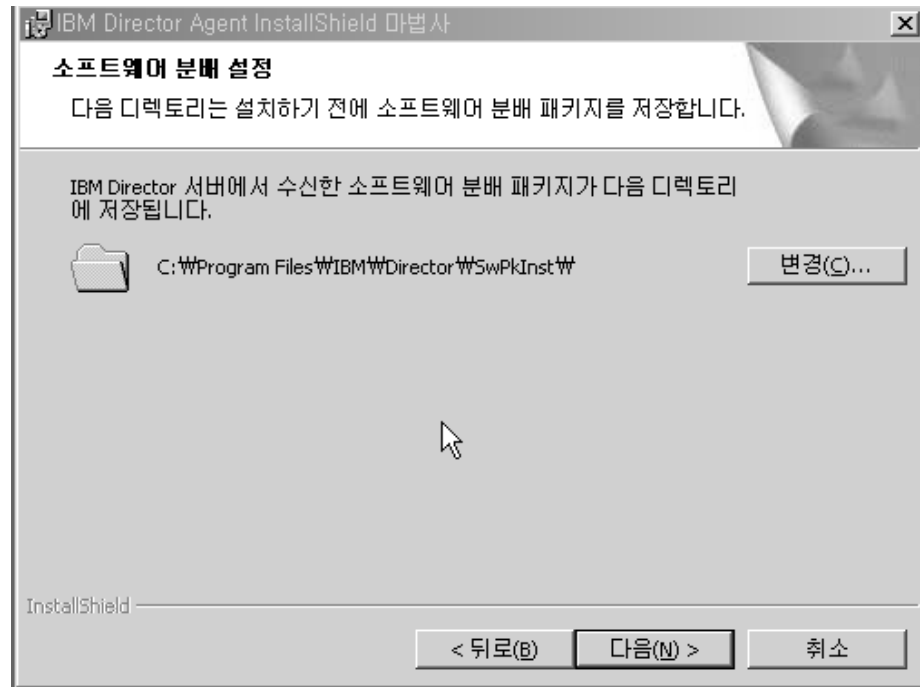 IBM Director Agent InstallShield 마법사
소프트웨어 분배 설정
다음 디렉토리는 설치하기 전에 소프트웨어 분배 패키지를 저장합니다.
IBM Director 서버에서 수신한 소프트웨어 분배 패키지가 다음 디렉토리
에 저장됩니다.
C:₩Program Files₩IBM₩Director₩SwPkInst₩
변경(C)...
InstallShield
< 뒤로(B)
다음(N) >
취소